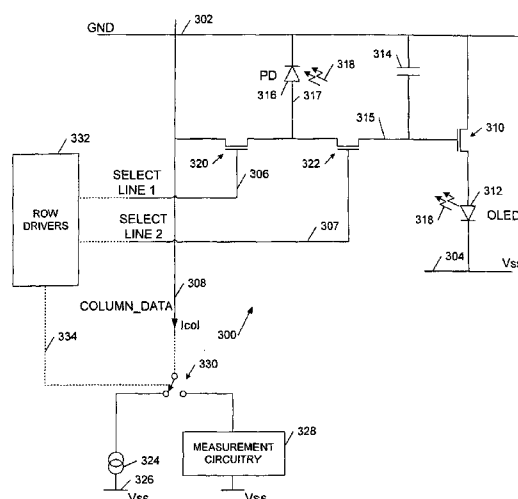 GND
302
PD
318
314
316
317
315
310
332
320
322
312
SELECT
LINE 1
306
318
OLED
ROW
DRIVERS
SELECT
LINE 2
307
304
Vss
308
COLUMN_DATA
Icol
300
334
330
324
MEASUREMENT
CIRCUITRY
328
326
Vss
Vss